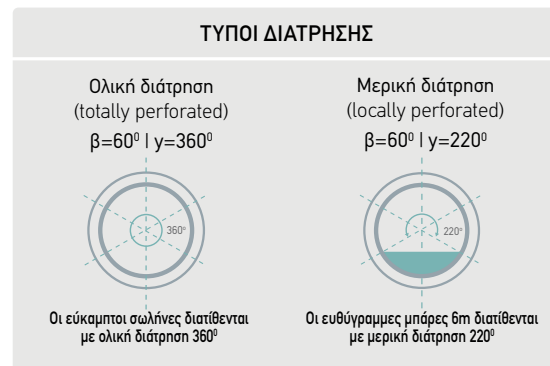 ΤΥΠΟΙ ΔΙΑΤΡΗΣΗΣ
Ολική διάτρηση
(totally perforated)
β=60⁰ | y=360⁰
360°
Οι εύκαμπτοι σωλήνες διατίθενται
με ολική διάτρηση 360⁰
Μερική διάτρηση
(locally perforated)
β=60⁰ | y=220⁰
220°
Οι ευθύγραμμες μπάρες 6m διατίθενται
με μερική διάτρηση 220⁰